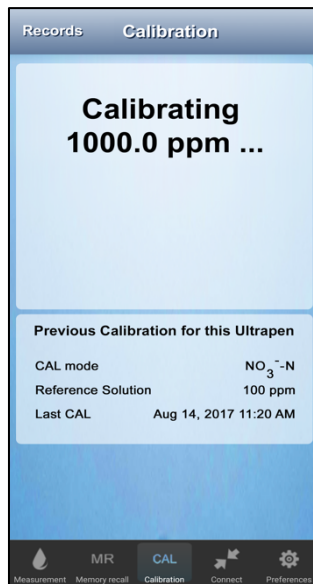 Records Calibration
Calibrating
1000.0 ppm ...
Previous Calibration for this Ultrapen
CAL mode NO₃⁻-N
Reference Solution 100 ppm
Last CAL Aug 14, 2017 11:20 AM
MR CAL
Measurement Memory recall Calibration Connect Preferences